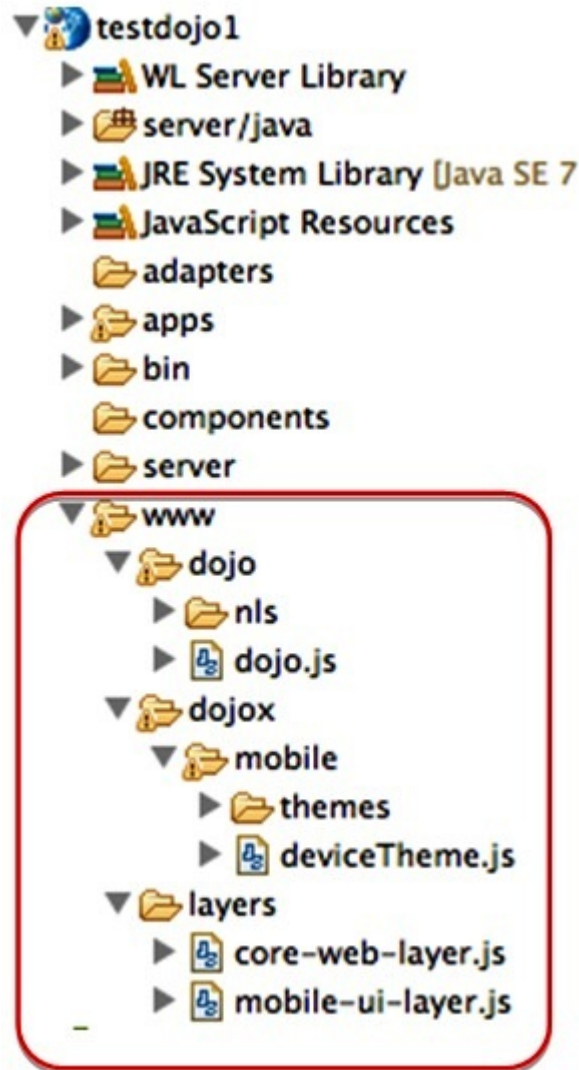 testdojo1
WL Server Library
server/java
JRE System Library [Java SE 7
JavaScript Resources
adapters
apps
bin
components
server
www
dojo
nls
dojo.js
dojox
mobile
themes
deviceTheme.js
layers
core-web-layer.js
mobile-ui-layer.js